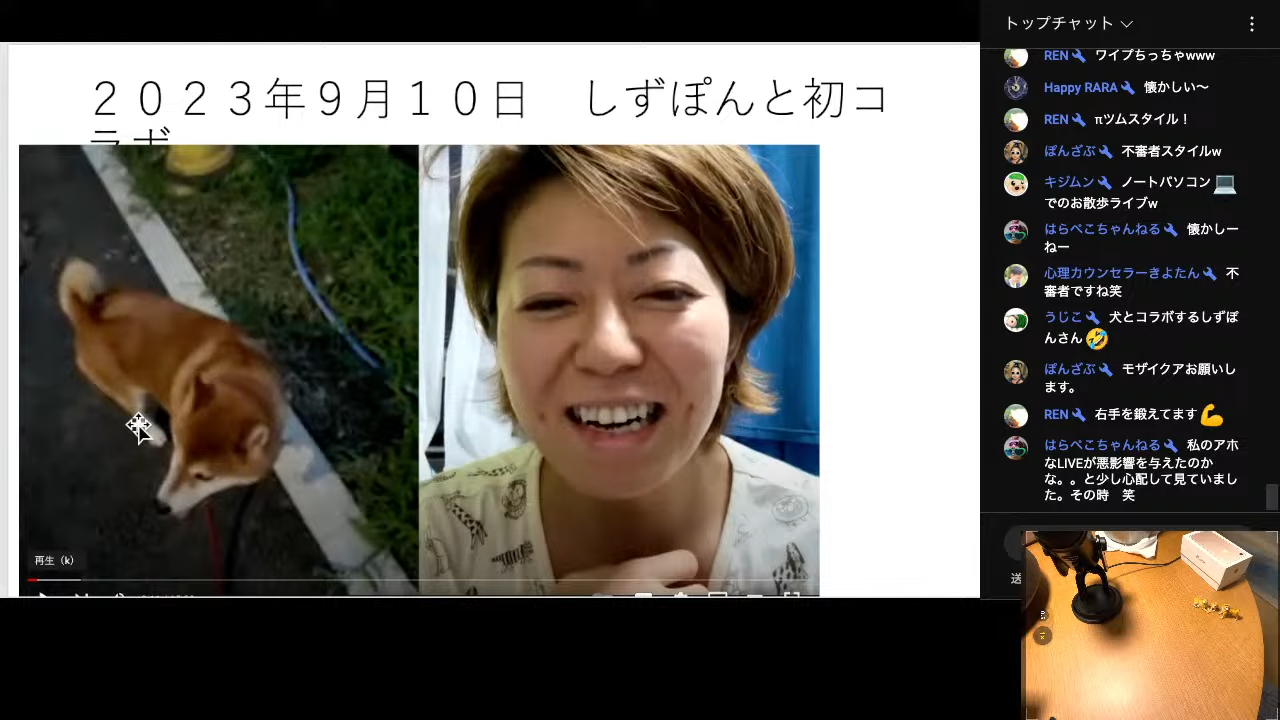 ２０２３年９月１０日　しずぽんと初コ
ラボ
再生（k）
トップチャット
REN ワイプちっちゃwww
Happy RARA 懐かしい〜
REN πツムスタイル！
ぽんざぶ 不審者スタイルw
キジムン ノートパソコン💻
でのお散歩ライブw
はらぺこちゃんねる 懐かしー
ねー
心理カウンセラーきよたん 不
審者ですね笑
うじこ 犬とコラボするしずぽ
んさん🤣
ぽんざぶ モザイクアお願いし
ます。
REN 右手を鍛えてます💪
はらぺこちゃんねる 私のアホ
なLIVEが悪影響を与えたのか
な。。と少し心配して見ていまし
た。その時　笑
送